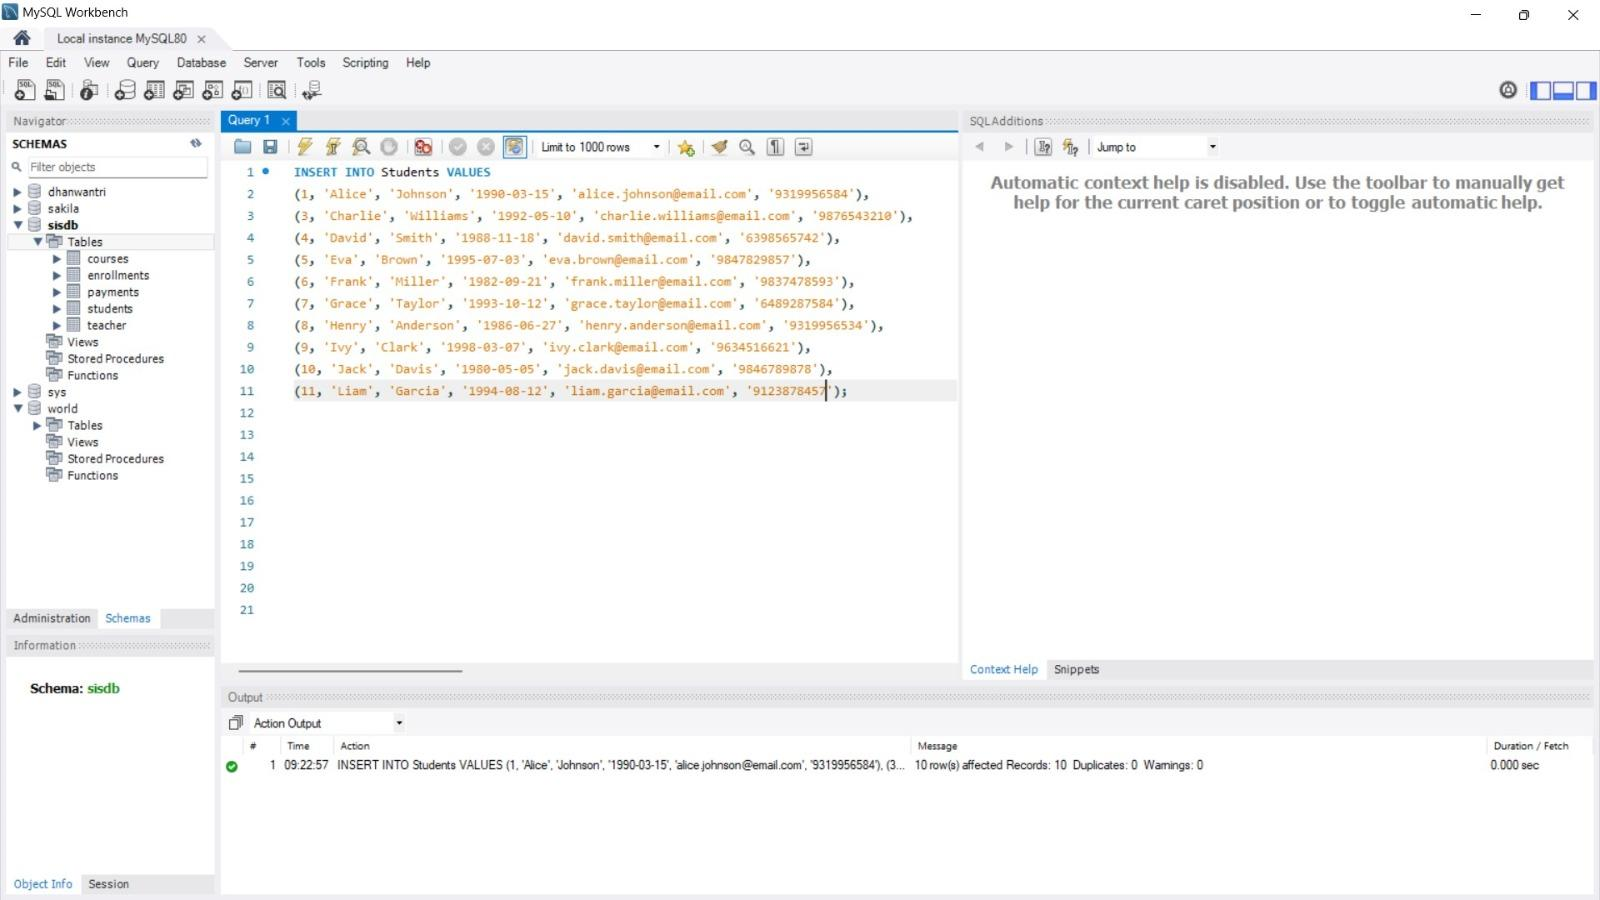 MySQL Workbench
Local instance MySQL80
File Edit View Query Database Server Tools Scripting Help
Navigator
SCHEMAS
Filter objects
dhanwantri
sakila
sisdb
Tables
courses
enrollments
payments
students
teacher
Views
Stored Procedures
Functions
sys
world
Tables
Views
Stored Procedures
Functions
Administration Schemas
Information
Schema: sisdb
Object Info Session
Query 1
Limit to 1000 rows
1 INSERT INTO Students VALUES
2 (1, 'Alice', 'Johnson', '1990-03-15', 'alice.johnson@email.com', '9319956584'),
3 (3, 'Charlie', 'Williams', '1992-05-10', 'charlie.williams@email.com', '9876543210'),
4 (4, 'David', 'Smith', '1988-11-18', 'david.smith@email.com', '6398565742'),
5 (5, 'Eva', 'Brown', '1995-07-03', 'eva.brown@email.com', '9847829857'),
6 (6, 'Frank', 'Miller', '1982-09-21', 'frank.miller@email.com', '9837478593'),
7 (7, 'Grace', 'Taylor', '1993-10-12', 'grace.taylor@email.com', '6489287584'),
8 (8, 'Henry', 'Anderson', '1986-06-27', 'henry.anderson@email.com', '9319956534'),
9 (9, 'Ivy', 'Clark', '1998-03-07', 'ivy.clark@email.com', '9634516621'),
10 (10, 'Jack', 'Davis', '1980-05-05', 'jack.davis@email.com', '9846789878'),
11 (11, 'Liam', 'Garcia', '1994-08-12', 'liam.garcia@email.com', '9123878457');
12
13
14
15
16
17
18
19
20
21
SQLAdditions
Jump to
Automatic context help is disabled. Use the toolbar to manually get
help for the current caret position or to toggle automatic help.
Context Help Snippets
Output
Action Output
# Time Action Message Duration / Fetch
1 09:22:57 INSERT INTO Students VALUES (1, 'Alice', 'Johnson', '1990-03-15', 'alice.johnson@email.com', '9319956584'), (3... 10 row(s) affected Records: 10 Duplicates: 0 Warnings: 0 0.000 sec